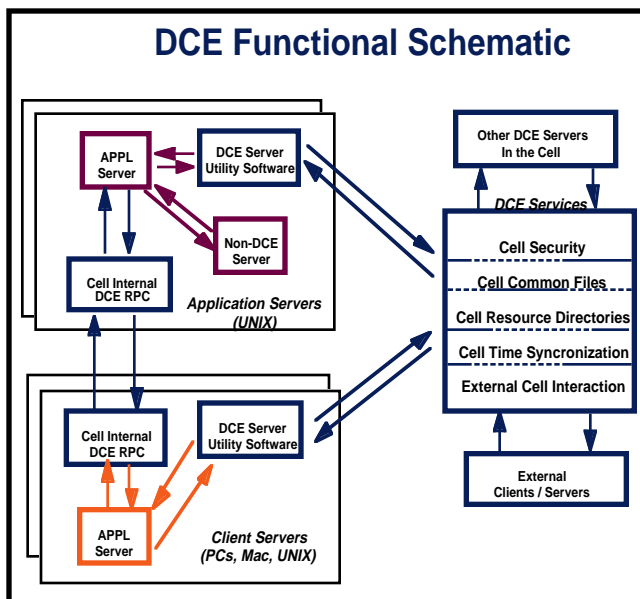 DCE Functional Schematic
APPL
Server
DCE Server
Utility Software
Non-DCE
Server
Cell Internal
DCE RPC
Application Servers
(UNIX)
Cell Internal
DCE RPC
DCE Server
Utility Software
APPL
Server
Client Servers
(PCs, Mac, UNIX)
Other DCE Servers
In the Cell
DCE Services
Cell Security
Cell Common Files
Cell Resource Directories
Cell Time Syncronization
External Cell Interaction
External
Clients / Servers